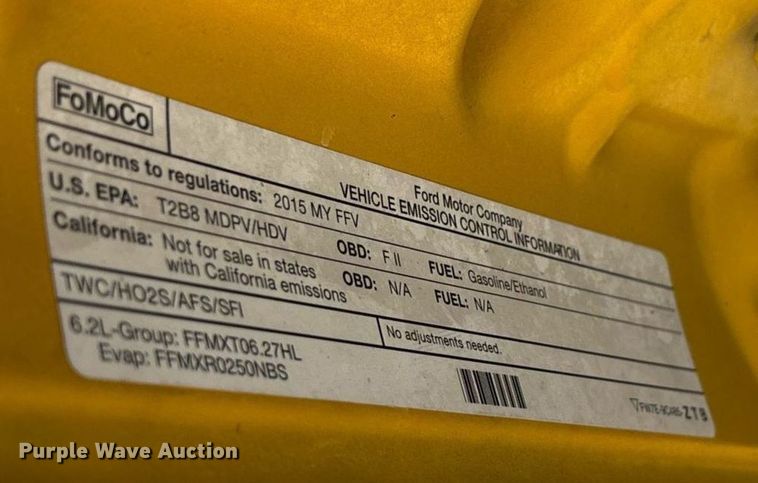 FoMoCo
Ford Motor Company
VEHICLE EMISSION CONTROL INFORMATION
Conforms to regulations: 2015 MY FFV
U.S. EPA: T2B8 MDPV/HDV OBD: F II FUEL: Gasoline/Ethanol
California: Not for sale in states with California emissions OBD: N/A FUEL: N/A
TWC/HO2S/AFS/SFI
No adjustments needed.
6.2L-Group: FFMXT06.27HL
Evap: FFMXR0250NBS
ZTB
Purple Wave Auction